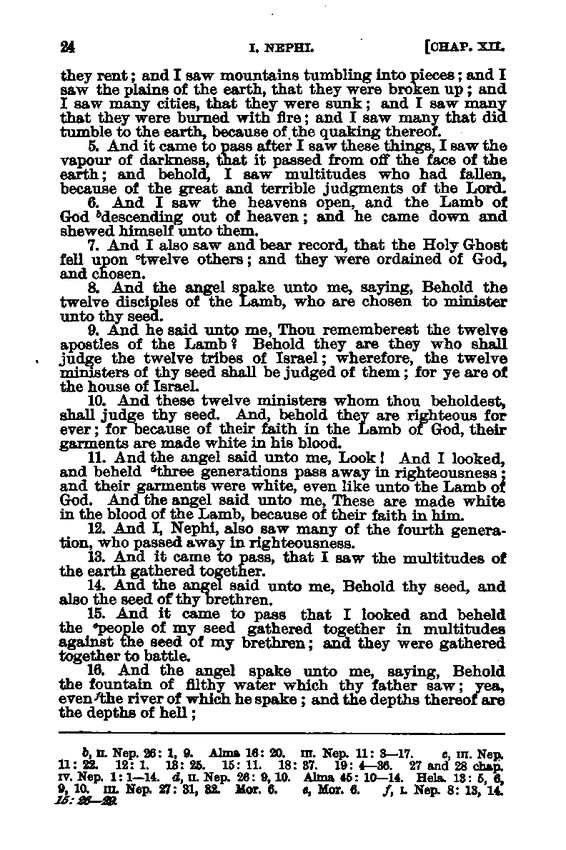 24 I. NEPHI. [CHAP. XII.
they rent; and I saw mountains tumbling into pieces; and I
saw the plains of the earth, that they were broken up; and
I saw many cities, that they were sunk; and I saw many
that they were burned with fire; and I saw many that did
tumble to the earth, because of the quaking thereof.
5. And it came to pass after I saw these things, I saw the
vapour of darkness, that it passed from off the face of the
earth; and behold, I saw multitudes who had fallen,
because of the great and terrible judgments of the Lord.
6. And I saw the heavens open, and the Lamb of
God ᵇdescending out of heaven; and he came down and
shewed himself unto them.
7. And I also saw and bear record, that the Holy Ghost
fell upon ᶜtwelve others; and they were ordained of God,
and chosen.
8. And the angel spake unto me, saying, Behold the
twelve disciples of the Lamb, who are chosen to minister
unto thy seed.
9. And he said unto me, Thou rememberest the twelve
apostles of the Lamb? Behold they are they who shall
judge the twelve tribes of Israel; wherefore, the twelve
ministers of thy seed shall be judged of them; for ye are of
the house of Israel.
10. And these twelve ministers whom thou beholdest,
shall judge thy seed. And, behold they are righteous for
ever; for because of their faith in the Lamb of God, their
garments are made white in his blood.
11. And the angel said unto me, Look! And I looked,
and beheld ᵈthree generations pass away in righteousness;
and their garments were white, even like unto the Lamb of
God. And the angel said unto me, These are made white
in the blood of the Lamb, because of their faith in him.
12. And I, Nephi, also saw many of the fourth genera-
tion, who passed away in righteousness.
13. And it came to pass, that I saw the multitudes of
the earth gathered together.
14. And the angel said unto me, Behold thy seed, and
also the seed of thy brethren.
15. And it came to pass that I looked and beheld
the ᵉpeople of my seed gathered together in multitudes
against the seed of my brethren; and they were gathered
together to battle.
16. And the angel spake unto me, saying, Behold
the fountain of filthy water which thy father saw; yea,
even ᶠthe river of which he spake; and the depths thereof are
the depths of hell;
b, II. Nep. 26: 1, 9. Alma 16: 20. III. Nep. 11: 3—17. c, III. Nep.
11: 22. 12: 1. 13: 25. 15: 11. 18: 37. 19: 4—36. 27 and 28 chap.
IV. Nep. 1: 1—14. d, II. Nep. 26: 9, 10. Alma 45: 10—14. Hela. 13: 5, 6,
9, 10. III. Nep. 27: 31, 32. Mor. 6. e, Mor. 6. f, I. Nep. 8: 13, 14.
15: 26—29.